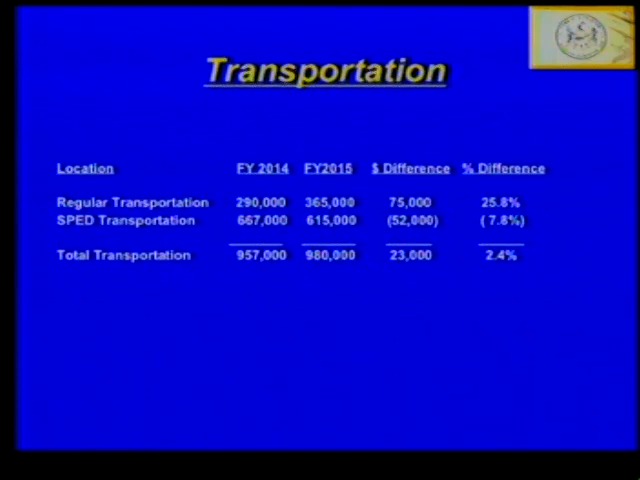 Transportation
Location FY 2014 FY2015 $ Difference % Difference
Regular Transportation 290,000 365,000 75,000 25.8%
SPED Transportation 667,000 615,000 (52,000) ( 7.8%)
Total Transportation 957,000 980,000 23,000 2.4%